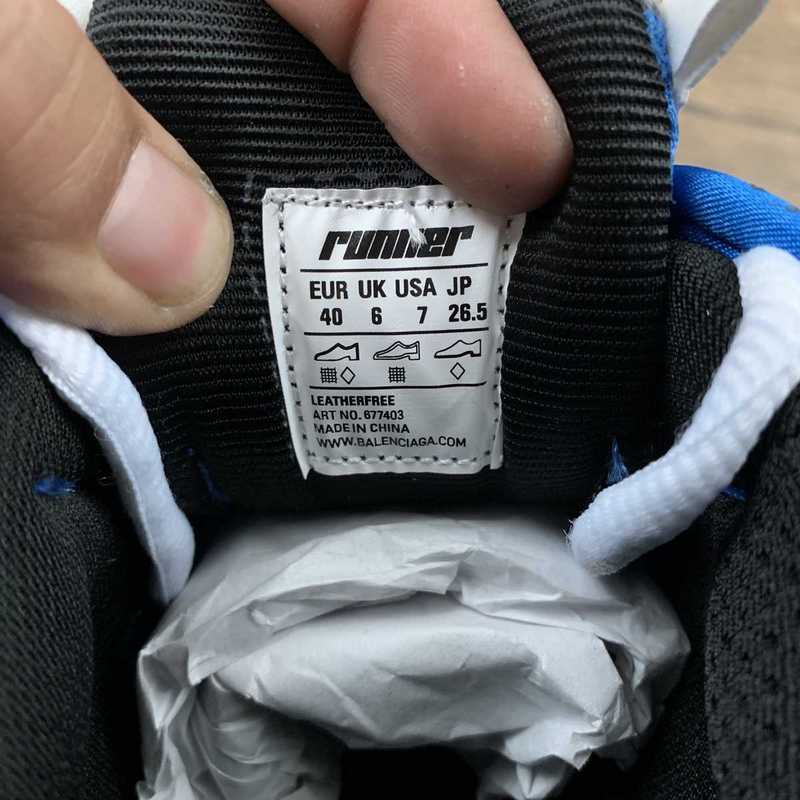 runner
EUR UK USA JP
40 6 7 26.5
LEATHERFREE
ART NO. 677403
MADE IN CHINA
WWW.BALENCIAGA.COM